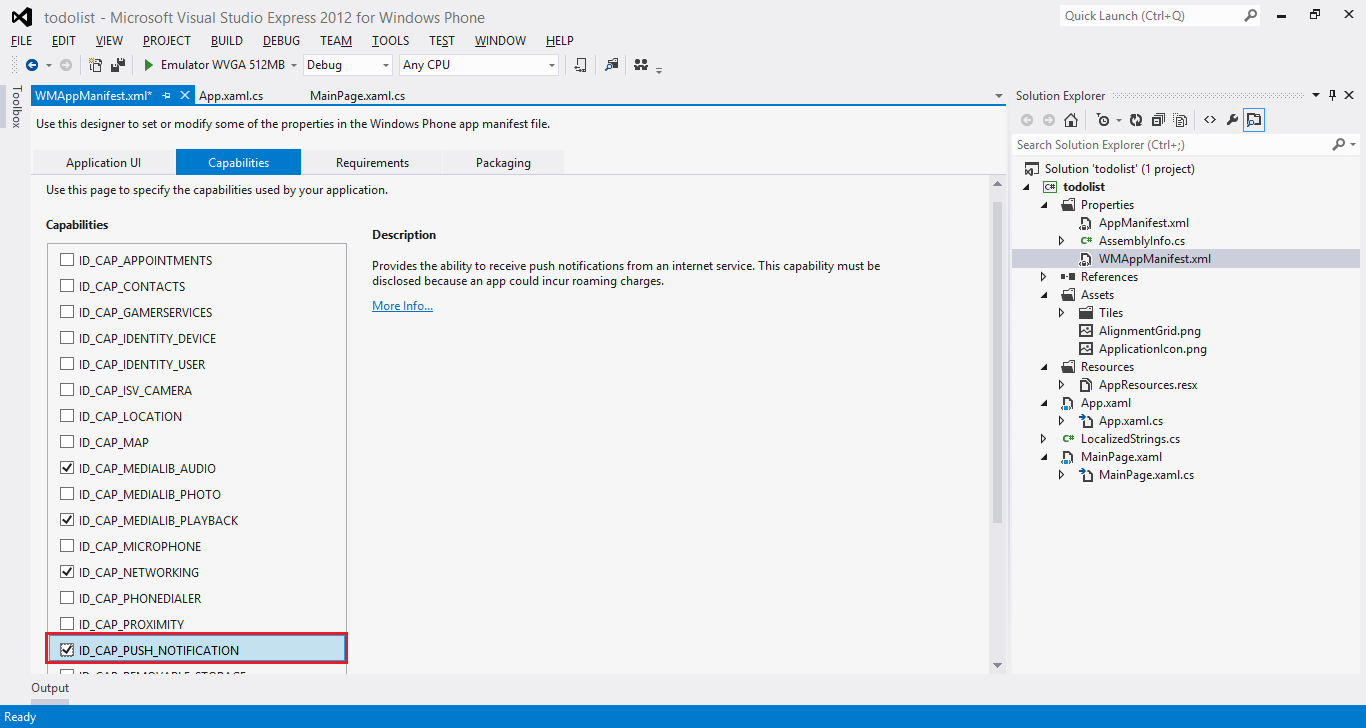 todolist - Microsoft Visual Studio Express 2012 for Windows Phone
Quick Launch (Ctrl+Q)
FILE EDIT VIEW PROJECT BUILD DEBUG TEAM TOOLS TEST WINDOW HELP
Emulator WVGA 512MB Debug Any CPU
Toolbox
WMAppManifest.xml* App.xaml.cs MainPage.xaml.cs
Use this designer to set or modify some of the properties in the Windows Phone app manifest file.
Application UI Capabilities Requirements Packaging
Use this page to specify the capabilities used by your application.
Capabilities
ID_CAP_APPOINTMENTS
ID_CAP_CONTACTS
ID_CAP_GAMERSERVICES
ID_CAP_IDENTITY_DEVICE
ID_CAP_IDENTITY_USER
ID_CAP_ISV_CAMERA
ID_CAP_LOCATION
ID_CAP_MAP
ID_CAP_MEDIALIB_AUDIO
ID_CAP_MEDIALIB_PHOTO
ID_CAP_MEDIALIB_PLAYBACK
ID_CAP_MICROPHONE
ID_CAP_NETWORKING
ID_CAP_PHONEDIALER
ID_CAP_PROXIMITY
ID_CAP_PUSH_NOTIFICATION
Description
Provides the ability to receive push notifications from an internet service. This capability must be
disclosed because an app could incur roaming charges.
More Info...
Solution Explorer
Search Solution Explorer (Ctrl+;)
Solution 'todolist' (1 project)
C# todolist
Properties
AppManifest.xml
C# AssemblyInfo.cs
WMAppManifest.xml
References
Assets
Tiles
AlignmentGrid.png
ApplicationIcon.png
Resources
AppResources.resx
App.xaml
App.xaml.cs
C# LocalizedStrings.cs
MainPage.xaml
MainPage.xaml.cs
Output
Ready